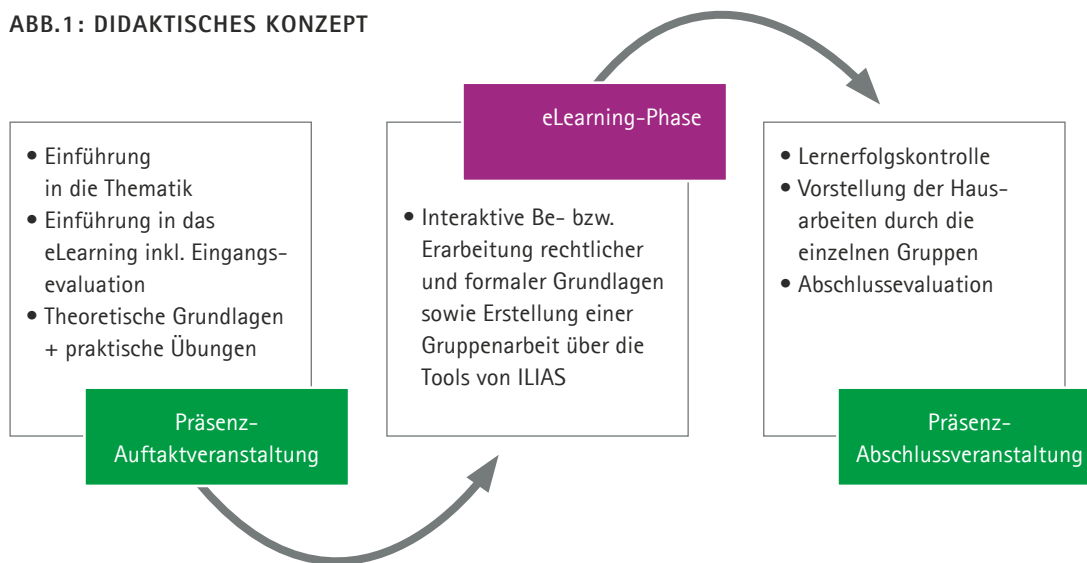 ABB.1: DIDAKTISCHES KONZEPT
• Einführung
in die Thematik
• Einführung in das
eLearning inkl. Eingangs-
evaluation
• Theoretische Grundlagen
+ praktische Übungen
Präsenz-
Auftaktveranstaltung
eLearning-Phase
• Interaktive Be- bzw.
Erarbeitung rechtlicher
und formaler Grundlagen
sowie Erstellung einer
Gruppenarbeit über die
Tools von ILIAS
• Lernerfolgskontrolle
• Vorstellung der Haus-
arbeiten durch die
einzelnen Gruppen
• Abschlussevaluation
Präsenz-
Abschlussveranstaltung